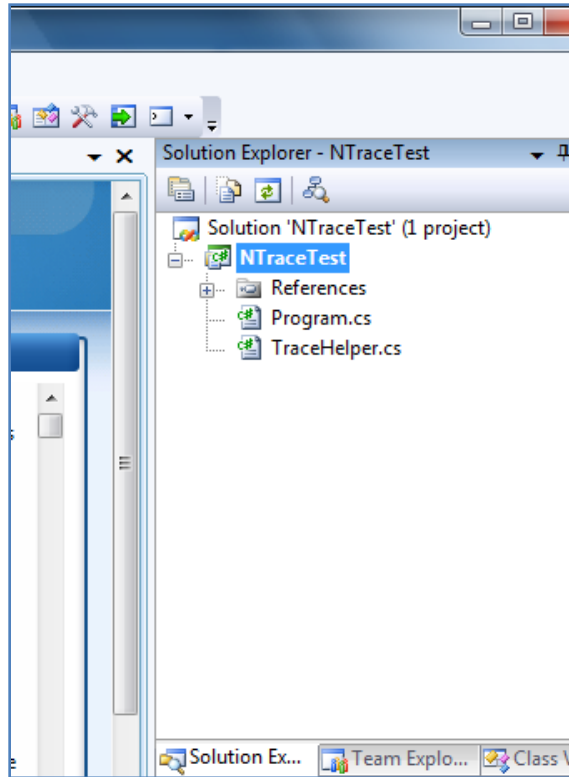 Solution Explorer - NTraceTest
Solution 'NTraceTest' (1 project)
NTraceTest
References
Program.cs
TraceHelper.cs
Solution Ex...
Team Explo...
Class